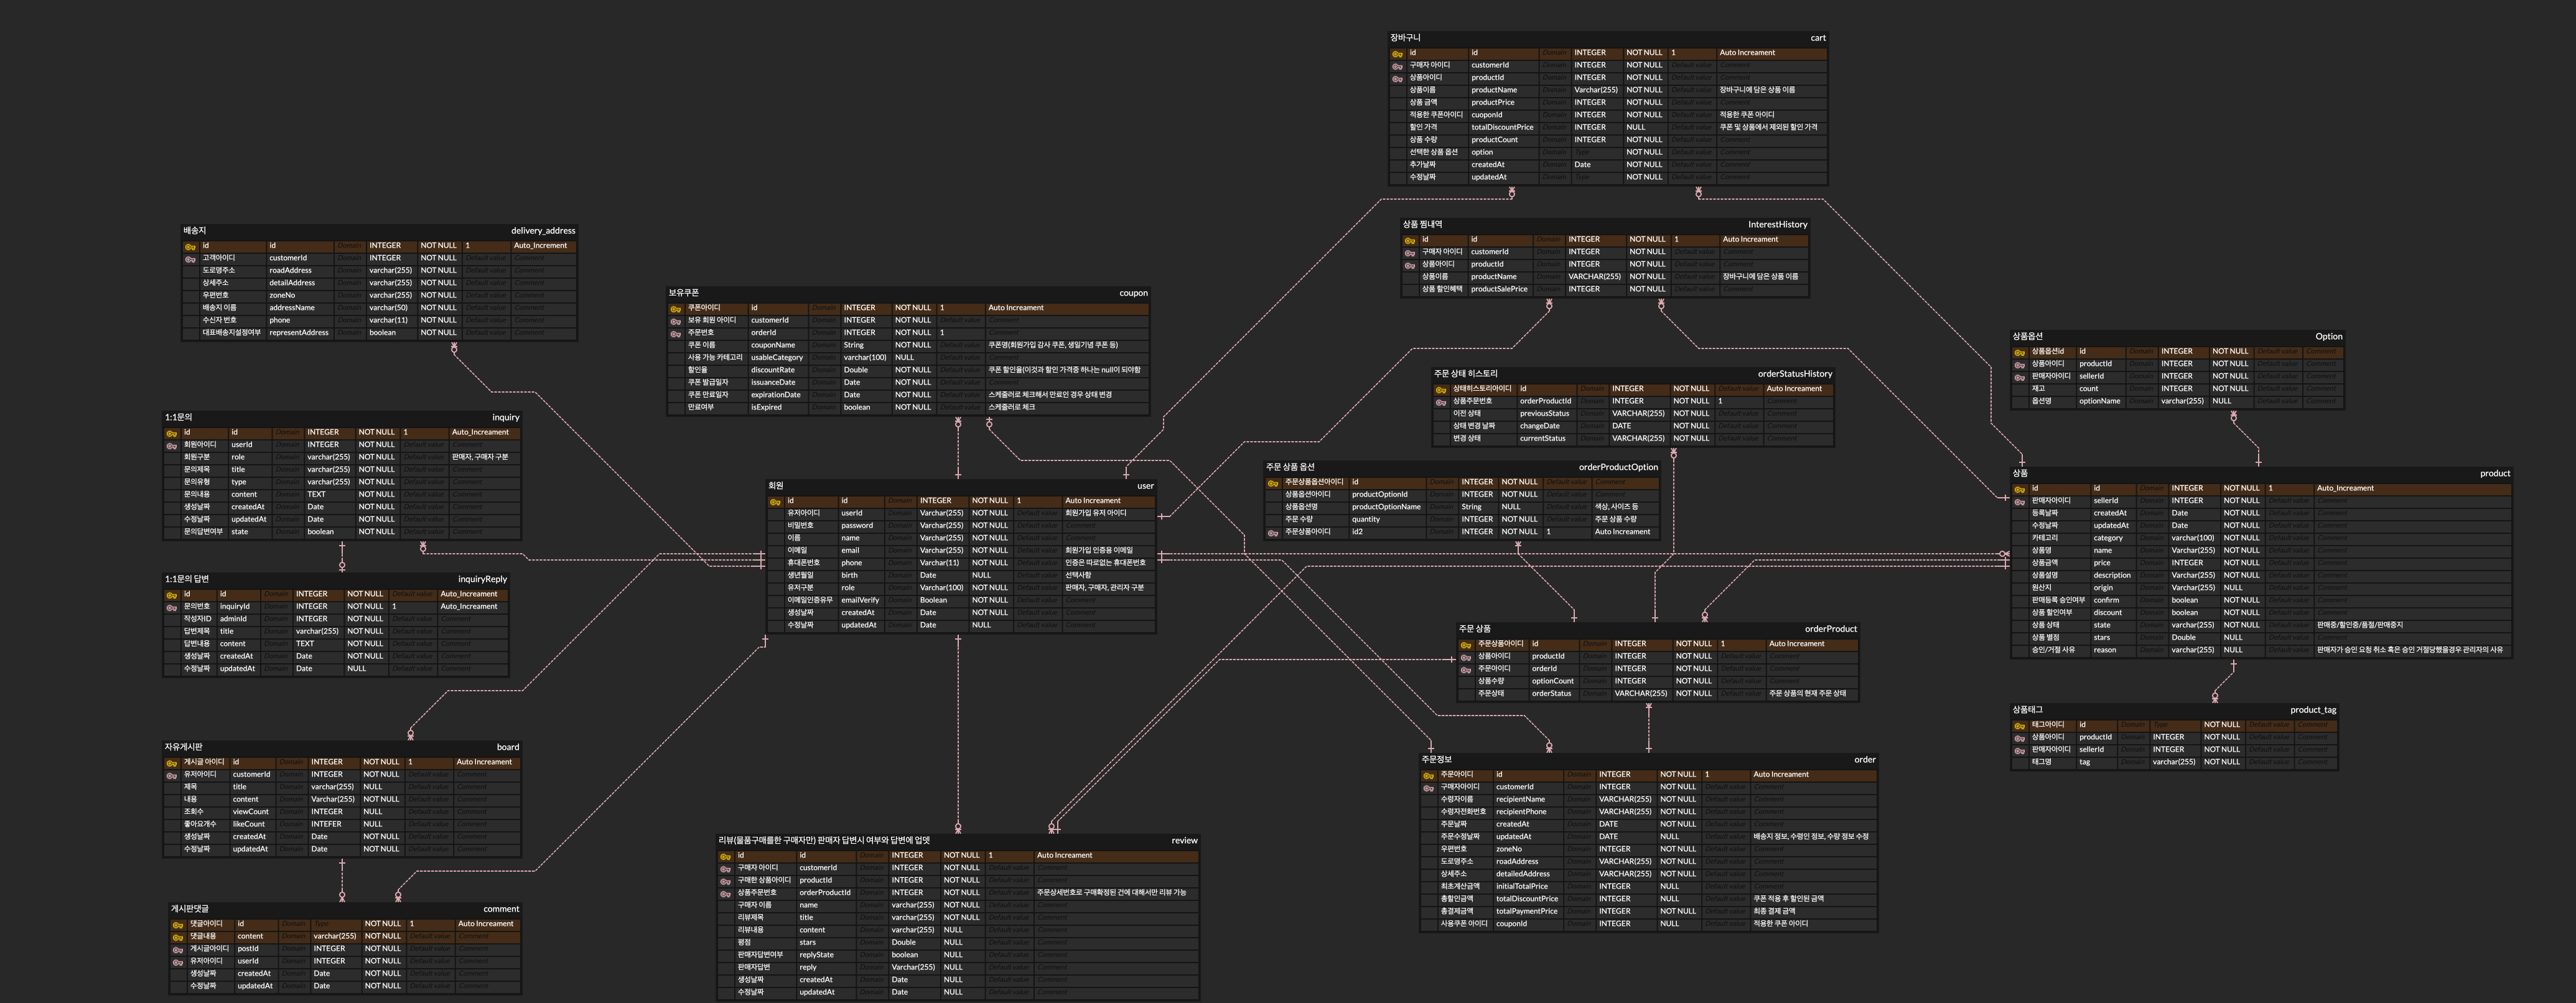 장바구니 cart
id id Domain INTEGER NOT NULL 1 Auto Increament
구매자 아이디 customerId Domain INTEGER NOT NULL Default value Comment
상품아이디 productId Domain INTEGER NOT NULL Default value Comment
상품이름 productName Domain Varchar(255) NOT NULL Default value 장바구니에 담은 상품 이름
상품 금액 productPrice Domain INTEGER NOT NULL Default value Comment
적용한 쿠폰아이디 cuoponId Domain INTEGER NOT NULL Default value 적용한 쿠폰 아이디
할인 가격 totalDiscountPrice Domain INTEGER NULL Default value 쿠폰 및 상품에서 제외된 할인 가격
상품 수량 productCount Domain INTEGER NOT NULL Default value Comment
선택한 상품 옵션 option Domain Type NOT NULL Default value Comment
추가날짜 createdAt Domain Date NOT NULL Default value Comment
수정날짜 updatedAt Domain Type NOT NULL Default value Comment
상품 찜내역 InterestHistory
id id Domain INTEGER NOT NULL 1 Auto Increament
구매자 아이디 customerId Domain INTEGER NOT NULL Default value Comment
상품아이디 productId Domain INTEGER NOT NULL Default value Comment
상품이름 productName Domain VARCHAR(255) NOT NULL Default value 장바구니에 담은 상품 이름
상품 할인혜택 productSalePrice Domain INTEGER NOT NULL Default value Comment
배송지 delivery_address
id id Domain INTEGER NOT NULL 1 Auto_Increment
고객아이디 customerId Domain INTEGER NOT NULL Default value Comment
도로명주소 roadAddress Domain varchar(255) NOT NULL Default value Comment
상세주소 detailAddress Domain varchar(255) NOT NULL Default value Comment
우편번호 zoneNo Domain varchar(255) NOT NULL Default value Comment
배송지 이름 addressName Domain varchar(50) NOT NULL Default value Comment
수신자 번호 phone Domain varchar(11) NOT NULL Default value Comment
대표배송지설정여부 representAddress Domain boolean NOT NULL Default value Comment
보유쿠폰 coupon
쿠폰아이디 id Domain INTEGER NOT NULL 1 Auto Increament
보유 회원 아이디 customerId Domain INTEGER NOT NULL Default value Comment
주문번호 orderId Domain INTEGER NOT NULL 1 Comment
쿠폰 이름 couponName Domain String NOT NULL Default value 쿠폰명(회원가입 감사 쿠폰, 생일기념 쿠폰 등)
사용 가능 카테고리 usableCategory Domain varchar(100) NULL Default value Comment
할인율 discountRate Domain Double NOT NULL Default value 쿠폰 할인율(이것과 할인 가격중 하나는 null이 되야함
쿠폰 발급일자 issuanceDate Domain Date NOT NULL Default value Comment
쿠폰 만료일자 expirationDate Domain Date NOT NULL Default value 스케줄러로 체크해서 만료인 경우 상태 변경
만료여부 isExpired Domain boolean NOT NULL Default value 스케줄러로 체크
상품옵션 Option
상품옵션id id Domain INTEGER NOT NULL Default value Comment
상품아이디 productId Domain INTEGER NOT NULL Default value Comment
판매자아이디 sellerId Domain INTEGER NOT NULL Default value Comment
재고 count Domain INTEGER NOT NULL Default value Comment
옵션명 optionName Domain varchar(255) NULL Default value Comment
주문 상태 히스토리 orderStatusHistory
상태히스토리아이디 id Domain INTEGER NOT NULL Default value Auto Increament
상품주문번호 orderProductId Domain INTEGER NOT NULL 1 Comment
이전 상태 previousStatus Domain VARCHAR(255) NOT NULL Default value Comment
상태 변경 날짜 changeDate Domain DATE NOT NULL Default value Comment
변경 상태 currentStatus Domain VARCHAR(255) NOT NULL Default value Comment
1:1문의 inquiry
id id Domain INTEGER NOT NULL 1 Auto_Increament
회원아이디 userId Domain INTEGER NOT NULL Default value Comment
회원구분 role Domain varchar(255) NOT NULL Default value 판매자, 구매자 구분
문의제목 title Domain varchar(255) NOT NULL Default value Comment
문의유형 type Domain varchar(255) NOT NULL Default value Comment
문의내용 content Domain TEXT NOT NULL Default value Comment
생성날짜 createdAt Domain Date NOT NULL Default value Comment
수정날짜 updatedAt Domain Date NOT NULL Default value Comment
문의답변여부 state Domain boolean NOT NULL Default value Comment
주문 상품 옵션 orderProductOption
주문상품옵션아이디 id Domain INTEGER NOT NULL Default value Comment
상품옵션아이디 productOptionId Domain INTEGER NOT NULL Default value Comment
상품옵션명 productOptionName Domain String NULL Default value 색상, 사이즈 등
주문 수량 quantity Domain INTEGER NOT NULL Default value 주문 상품 수량
주문상품아이디 id2 Domain INTEGER NOT NULL 1 Auto Increament
회원 user
id id Domain INTEGER NOT NULL 1 Auto Increament
유저아이디 userId Domain Varchar(255) NOT NULL Default value 회원가입 유저 아이디
비밀번호 password Domain Varchar(255) NOT NULL Default value Comment
이름 name Domain Varchar(255) NOT NULL Default value Comment
이메일 email Domain Varchar(255) NOT NULL Default value 회원가입 인증용 이메일
휴대폰번호 phone Domain Varchar(11) NOT NULL Default value 인증은 따로없는 휴대폰번호
생년월일 birth Domain Date NULL Default value 선택사항
유저구분 role Domain Varchar(100) NOT NULL Default value 판매자, 구매자, 관리자 구분
이메일인증유무 emailVerify Domain Boolean NOT NULL Default value Comment
생성날짜 createdAt Domain Date NOT NULL Default value Comment
수정날짜 updatedAt Domain Date NULL Default value Comment
상품 product
id id Domain INTEGER NOT NULL 1 Auto_Increament
판매자아이디 sellerId Domain INTEGER NOT NULL Default value Comment
등록날짜 createdAt Domain Date NOT NULL Default value Comment
수정날짜 updatedAt Domain Date NOT NULL Default value Comment
카테고리 category Domain varchar(100) NOT NULL Default value Comment
상품명 name Domain Varchar(255) NOT NULL Default value Comment
상품금액 price Domain INTEGER NOT NULL Default value Comment
상품설명 description Domain Varchar(255) NOT NULL Default value Comment
원산지 origin Domain Varchar(255) NULL Default value Comment
판매등록 승인여부 confirm Domain boolean NOT NULL Default value Comment
상품 할인여부 discount Domain boolean NOT NULL Default value Comment
상품 상태 state Domain varchar(255) NOT NULL Default value 판매중/할인중/품절/판매중지
상품 별점 stars Domain Double NULL Default value Comment
승인/거절 사유 reason Domain varchar(255) NULL Default value 판매자가 승인 요청 취소 혹은 승인 거절당했을경우 관리자의 사유
1:1문의 답변 inquiryReply
id id Domain INTEGER NOT NULL Default value Auto_Increament
문의번호 inquiryId Domain INTEGER NOT NULL 1 Auto_Increament
작성자ID adminId Domain INTEGER NOT NULL Default value Comment
답변제목 title Domain varchar(255) NOT NULL Default value Comment
답변내용 content Domain TEXT NOT NULL Default value Comment
생성날짜 createdAt Domain Date NOT NULL Default value Comment
수정날짜 updatedAt Domain Date NULL Default value Comment
주문 상품 orderProduct
주문상품아이디 id Domain INTEGER NOT NULL 1 Auto Increament
상품아이디 productId Domain INTEGER NOT NULL Default value Comment
주문아이디 orderId Domain INTEGER NOT NULL Default value Comment
상품수량 optionCount Domain INTEGER NOT NULL Default value Comment
주문상태 orderStatus Domain VARCHAR(255) NOT NULL Default value 주문 상품의 현재 주문 상태
상품태그 product_tag
태그아이디 id Domain Type NOT NULL Default value Comment
상품아이디 productId Domain INTEGER NOT NULL Default value Comment
판매자아이디 sellerId Domain INTEGER NOT NULL Default value Comment
태그명 tag Domain varchar(255) NOT NULL Default value Comment
자유게시판 board
게시글 아이디 id Domain INTEGER NOT NULL 1 Auto Increament
유저아이디 customerId Domain INTEGER NOT NULL Default value Comment
제목 title Domain varchar(255) NULL Default value Comment
내용 content Domain Varchar(255) NOT NULL Default value Comment
조회수 viewCount Domain INTEGER NULL Default value Comment
좋아요개수 likeCount Domain INTEFER NULL Default value Comment
생성날짜 createdAt Domain Date NOT NULL Default value Comment
수정날짜 updatedAt Domain Date NOT NULL Default value Comment
주문정보 order
주문아이디 id Domain INTEGER NOT NULL 1 Auto Increament
구매자아이디 customerId Domain INTEGER NOT NULL Default value Comment
수령자이름 recipientName Domain VARCHAR(255) NOT NULL Default value Comment
수령자전화번호 recipientPhone Domain VARCHAR(255) NOT NULL Default value Comment
주문날짜 createdAt Domain DATE NOT NULL Default value Comment
주문수정날짜 updatedAt Domain DATE NULL Default value 배송지 정보, 수령인 정보, 수량 정보 수정
우편번호 zoneNo Domain INTEGER NOT NULL Default value Comment
도로명주소 roadAddress Domain VARCHAR(255) NOT NULL Default value Comment
상세주소 detailedAddress Domain VARCHAR(255) NOT NULL Default value Comment
최초계산금액 initialTotalPrice Domain INTEGER NULL Default value Comment
총할인금액 totalDiscountPrice Domain INTEGER NULL Default value 쿠폰 적용 후 할인된 금액
총결제금액 totalPaymentPrice Domain INTEGER NOT NULL Default value 최종 결제 금액
사용쿠폰 아이디 couponId Domain INTEGER NULL Default value 적용한 쿠폰 아이디
리뷰(물품구매를한 구매자만) 판매자 답변시 여부와 답변에 업뎃 review
id id Domain INTEGER NOT NULL 1 Auto Increament
구매자 아이디 customerId Domain INTEGER NOT NULL Default value Comment
구매한 상품아이디 productId Domain INTEGER NOT NULL Default value Comment
상품주문번호 orderProductId Domain INTEGER NOT NULL Default value 주문상세번호로 구매확정된 건에 대해서만 리뷰 가능
구매자 이름 name Domain varchar(255) NOT NULL Default value Comment
리뷰제목 title Domain varchar(255) NOT NULL Default value Comment
리뷰내용 content Domain varchar(255) NULL Default value Comment
평점 stars Domain Double NULL Default value Comment
판매자답변여부 replyState Domain boolean NULL Default value Comment
판매자답변 reply Domain Varchar(255) NULL Default value Comment
생성날짜 createdAt Domain Date NULL Default value Comment
수정날짜 updatedAt Domain Date NULL Default value Comment
게시판댓글 comment
댓글아이디 id Domain Type NOT NULL 1 Auto Increament
댓글내용 content Domain varchar(255) NOT NULL Default value Comment
게시글아이디 postId Domain INTEGER NOT NULL Default value Comment
유저아이디 userId Domain INTEGER NOT NULL Default value Comment
생성날짜 createdAt Domain Date NOT NULL Default value Comment
수정날짜 updatedAt Domain Date NOT NULL Default value Comment